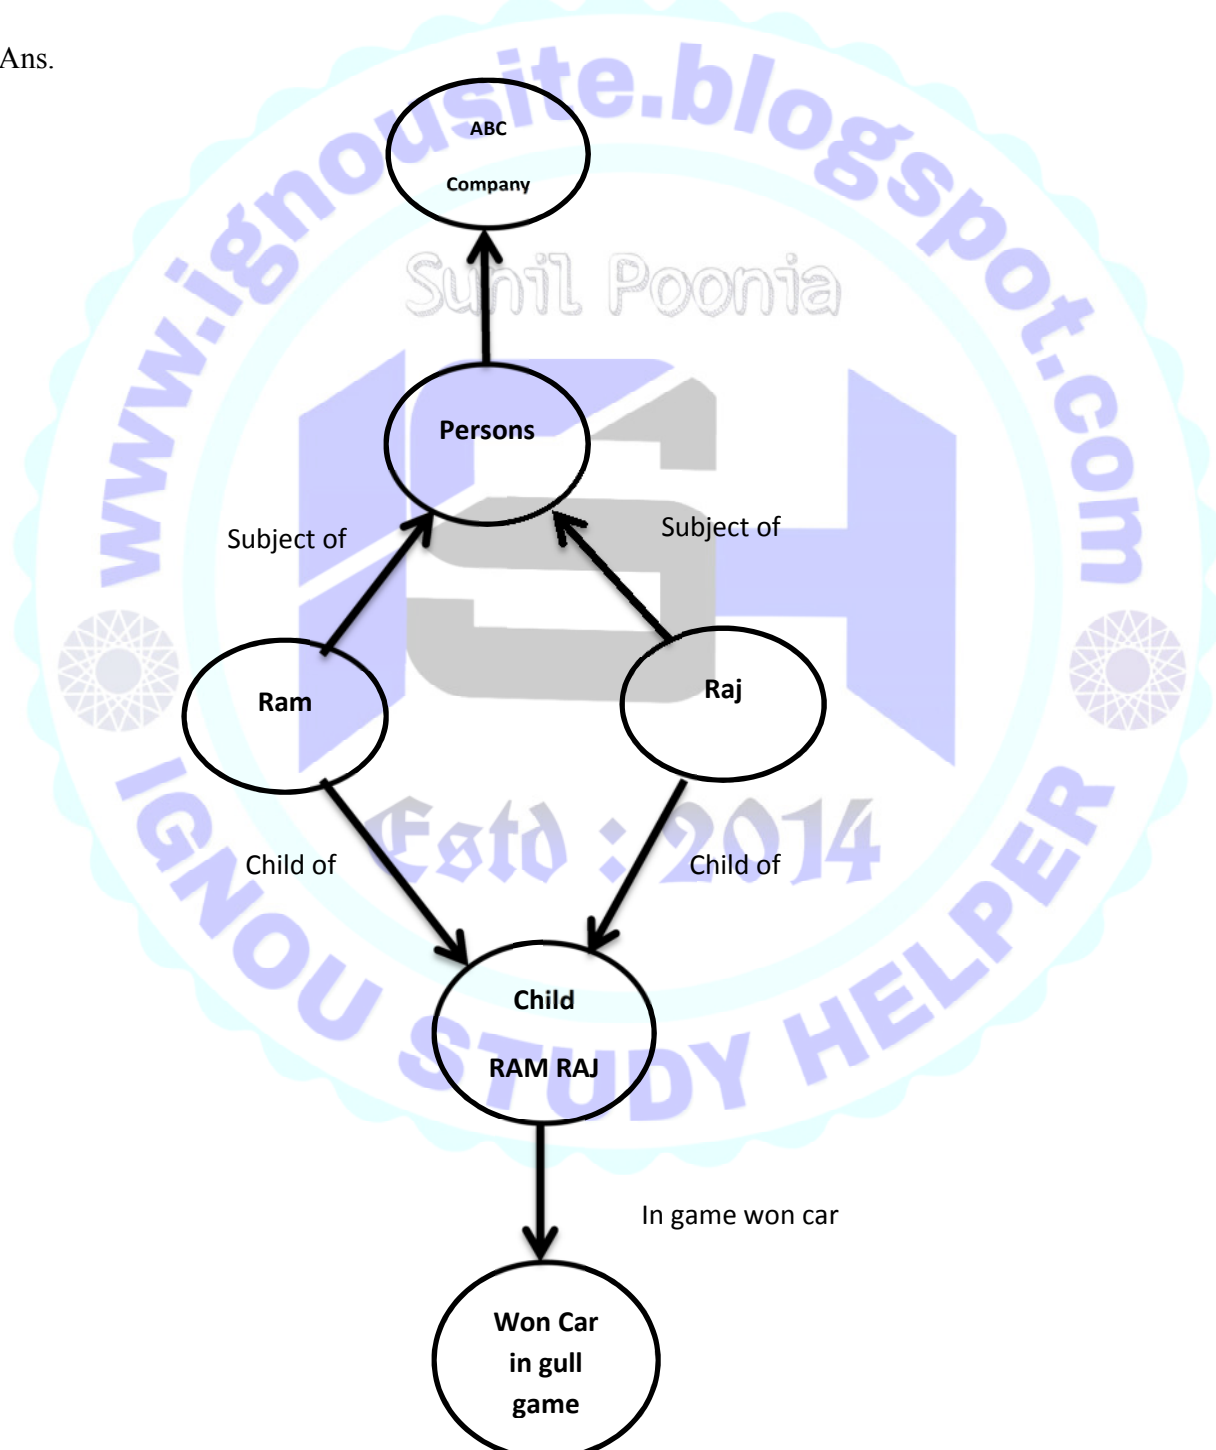 Ans.
www.ignousite.blogspot.com
ABC
Company
Sunil Poonia
Persons
Subject of
Subject of
Ram
Raj
Estd : 2014
Child of
Child of
Child
RAM RAJ
IGNOU STUDY HELPER
In game won car
Won Car
in gull
game